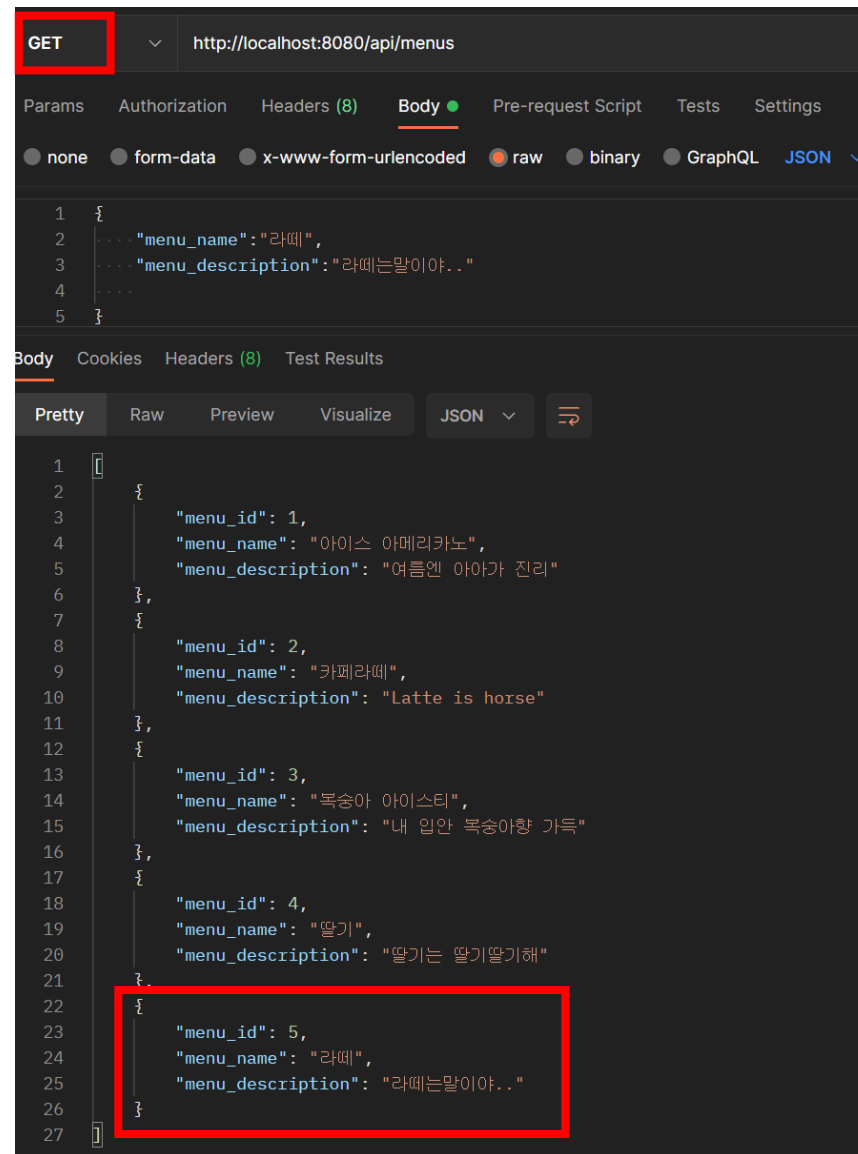 GET http://localhost:8080/api/menus
Params Authorization Headers (8) Body Pre-request Script Tests Settings
none form-data x-www-form-urlencoded raw binary GraphQL JSON
1 {
2 ····"menu_name":"라떼",
3 ····"menu_description":"라떼는말이야.."
4 ····
5 }
Body Cookies Headers (8) Test Results
Pretty Raw Preview Visualize JSON
1 [
2 {
3 "menu_id": 1,
4 "menu_name": "아이스 아메리카노",
5 "menu_description": "여름엔 아아가 진리"
6 },
7 {
8 "menu_id": 2,
9 "menu_name": "카페라떼",
10 "menu_description": "Latte is horse"
11 },
12 {
13 "menu_id": 3,
14 "menu_name": "복숭아 아이스티",
15 "menu_description": "내 입안 복숭아향 가득"
16 },
17 {
18 "menu_id": 4,
19 "menu_name": "딸기",
20 "menu_description": "딸기는 딸기딸기해"
21 },
22 {
23 "menu_id": 5,
24 "menu_name": "라떼",
25 "menu_description": "라떼는말이야.."
26 }
27 ]